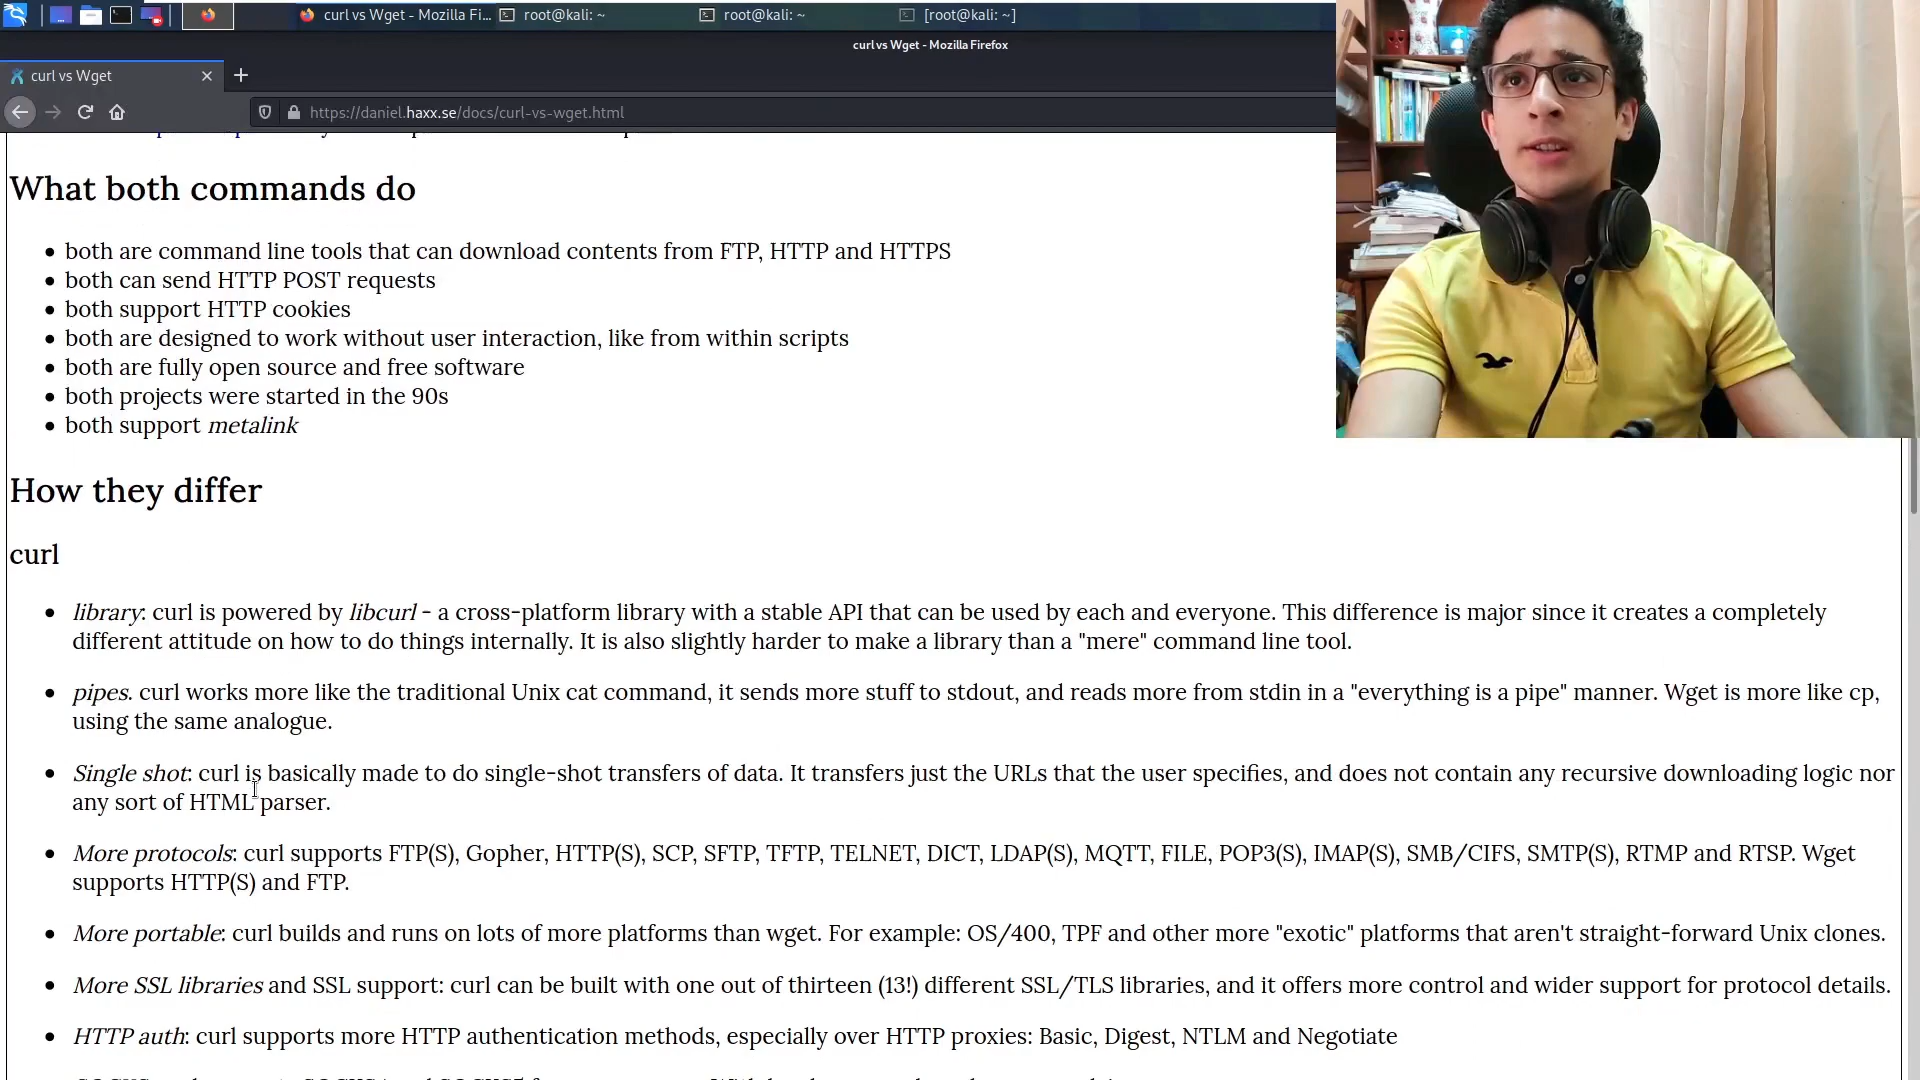 curl vs Wget - Mozilla Fi...
root@kali: ~
root@kali: ~
[root@kali: ~]
curl vs Wget - Mozilla Firefox
curl vs Wget
https://daniel.haxx.se/docs/curl-vs-wget.html
What both commands do
both are command line tools that can download contents from FTP, HTTP and HTTPS
both can send HTTP POST requests
both support HTTP cookies
both are designed to work without user interaction, like from within scripts
both are fully open source and free software
both projects were started in the 90s
both support metalink
How they differ
curl
library: curl is powered by libcurl - a cross-platform library with a stable API that can be used by each and everyone. This difference is major since it creates a completely
different attitude on how to do things internally. It is also slightly harder to make a library than a "mere" command line tool.
pipes. curl works more like the traditional Unix cat command, it sends more stuff to stdout, and reads more from stdin in a "everything is a pipe" manner. Wget is more like cp,
using the same analogue.
Single shot: curl is basically made to do single-shot transfers of data. It transfers just the URLs that the user specifies, and does not contain any recursive downloading logic nor
any sort of HTML parser.
More protocols: curl supports FTP(S), Gopher, HTTP(S), SCP, SFTP, TFTP, TELNET, DICT, LDAP(S), MQTT, FILE, POP3(S), IMAP(S), SMB/CIFS, SMTP(S), RTMP and RTSP. Wget
supports HTTP(S) and FTP.
More portable: curl builds and runs on lots of more platforms than wget. For example: OS/400, TPF and other more "exotic" platforms that aren't straight-forward Unix clones.
More SSL libraries and SSL support: curl can be built with one out of thirteen (13!) different SSL/TLS libraries, and it offers more control and wider support for protocol details.
HTTP auth: curl supports more HTTP authentication methods, especially over HTTP proxies: Basic, Digest, NTLM and Negotiate